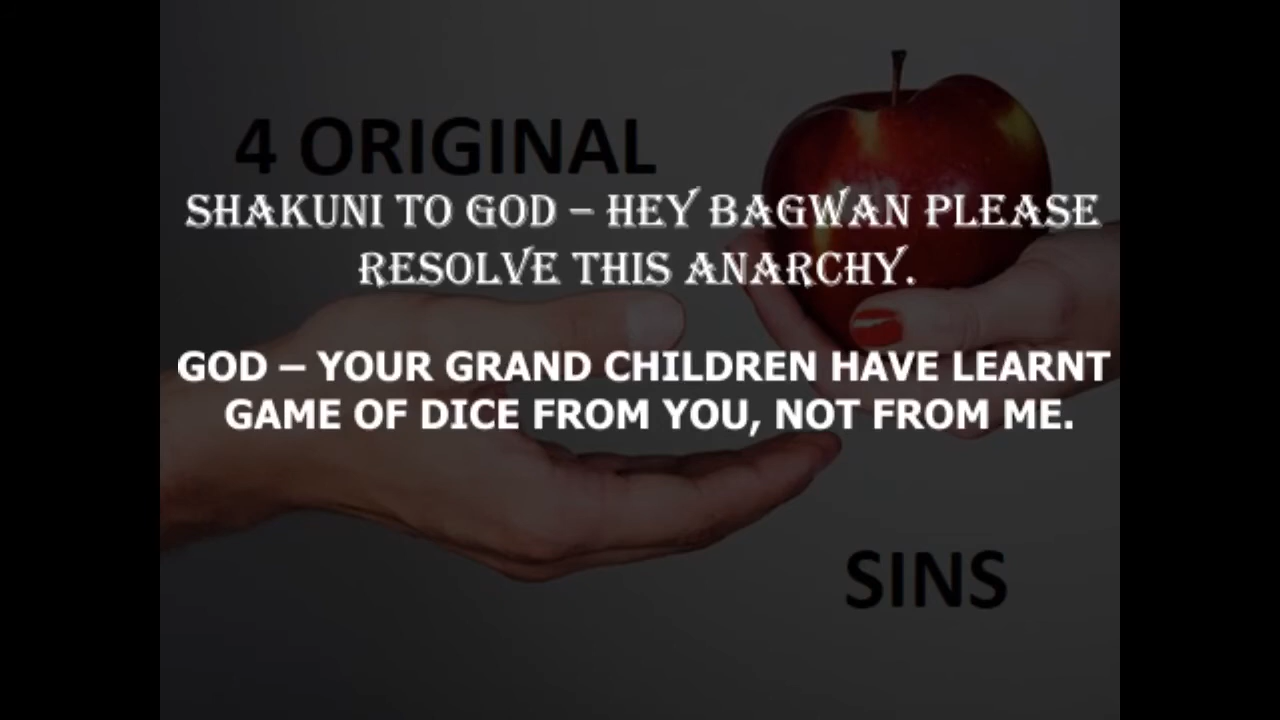 4 ORIGINAL
SHAKUNI TO GOD – HEY BAGWAN PLEASE
RESOLVE THIS ANARCHY.
GOD – YOUR GRAND CHILDREN HAVE LEARNT
GAME OF DICE FROM YOU, NOT FROM ME.
SINS